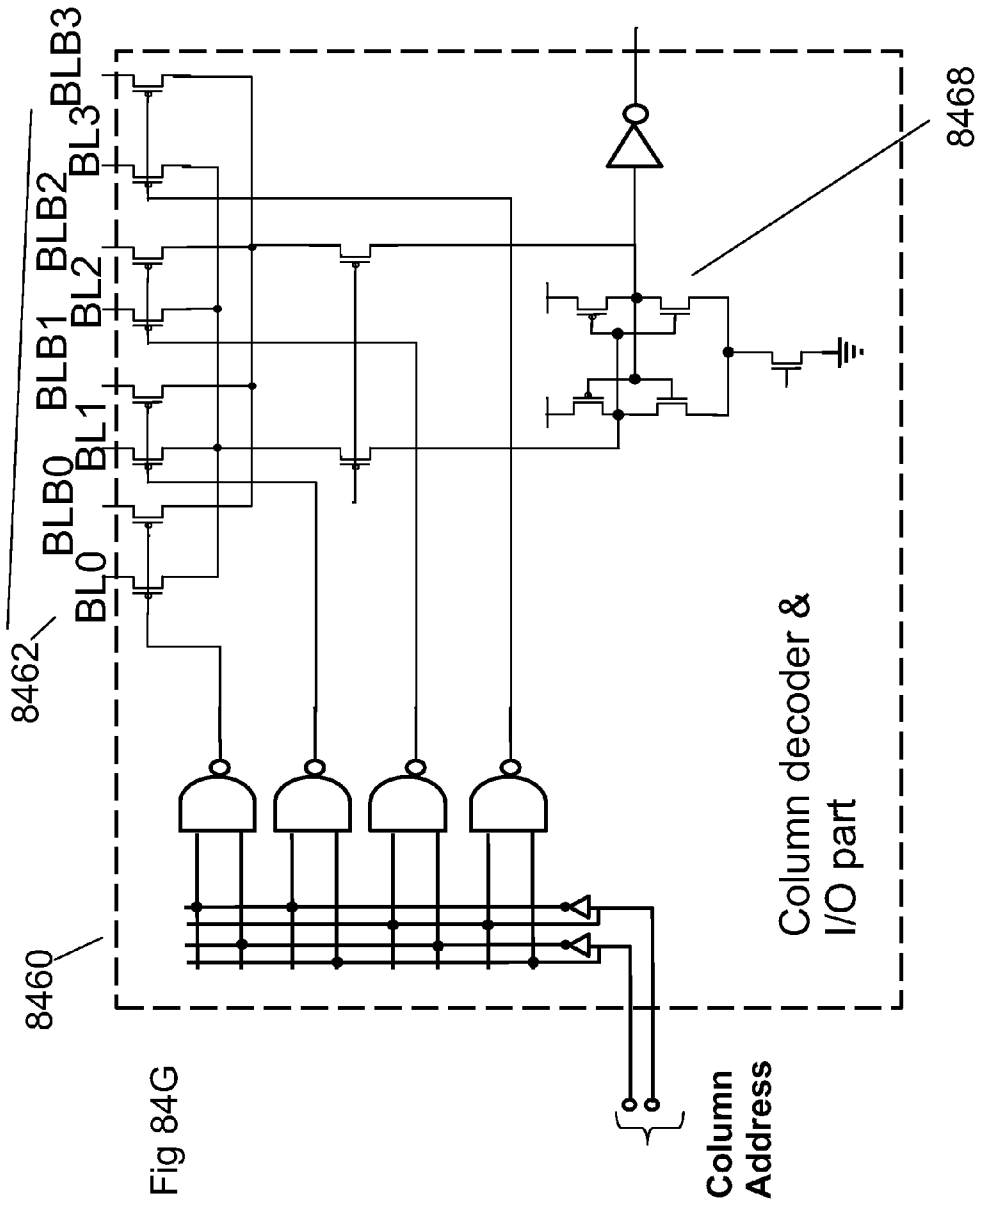 8462
BL0
BLB0
BL1
BLB1
BL2
BLB2
BL3
BLB3
8460
8468
Column decoder &
I/O part
Column
Address
Fig 84G